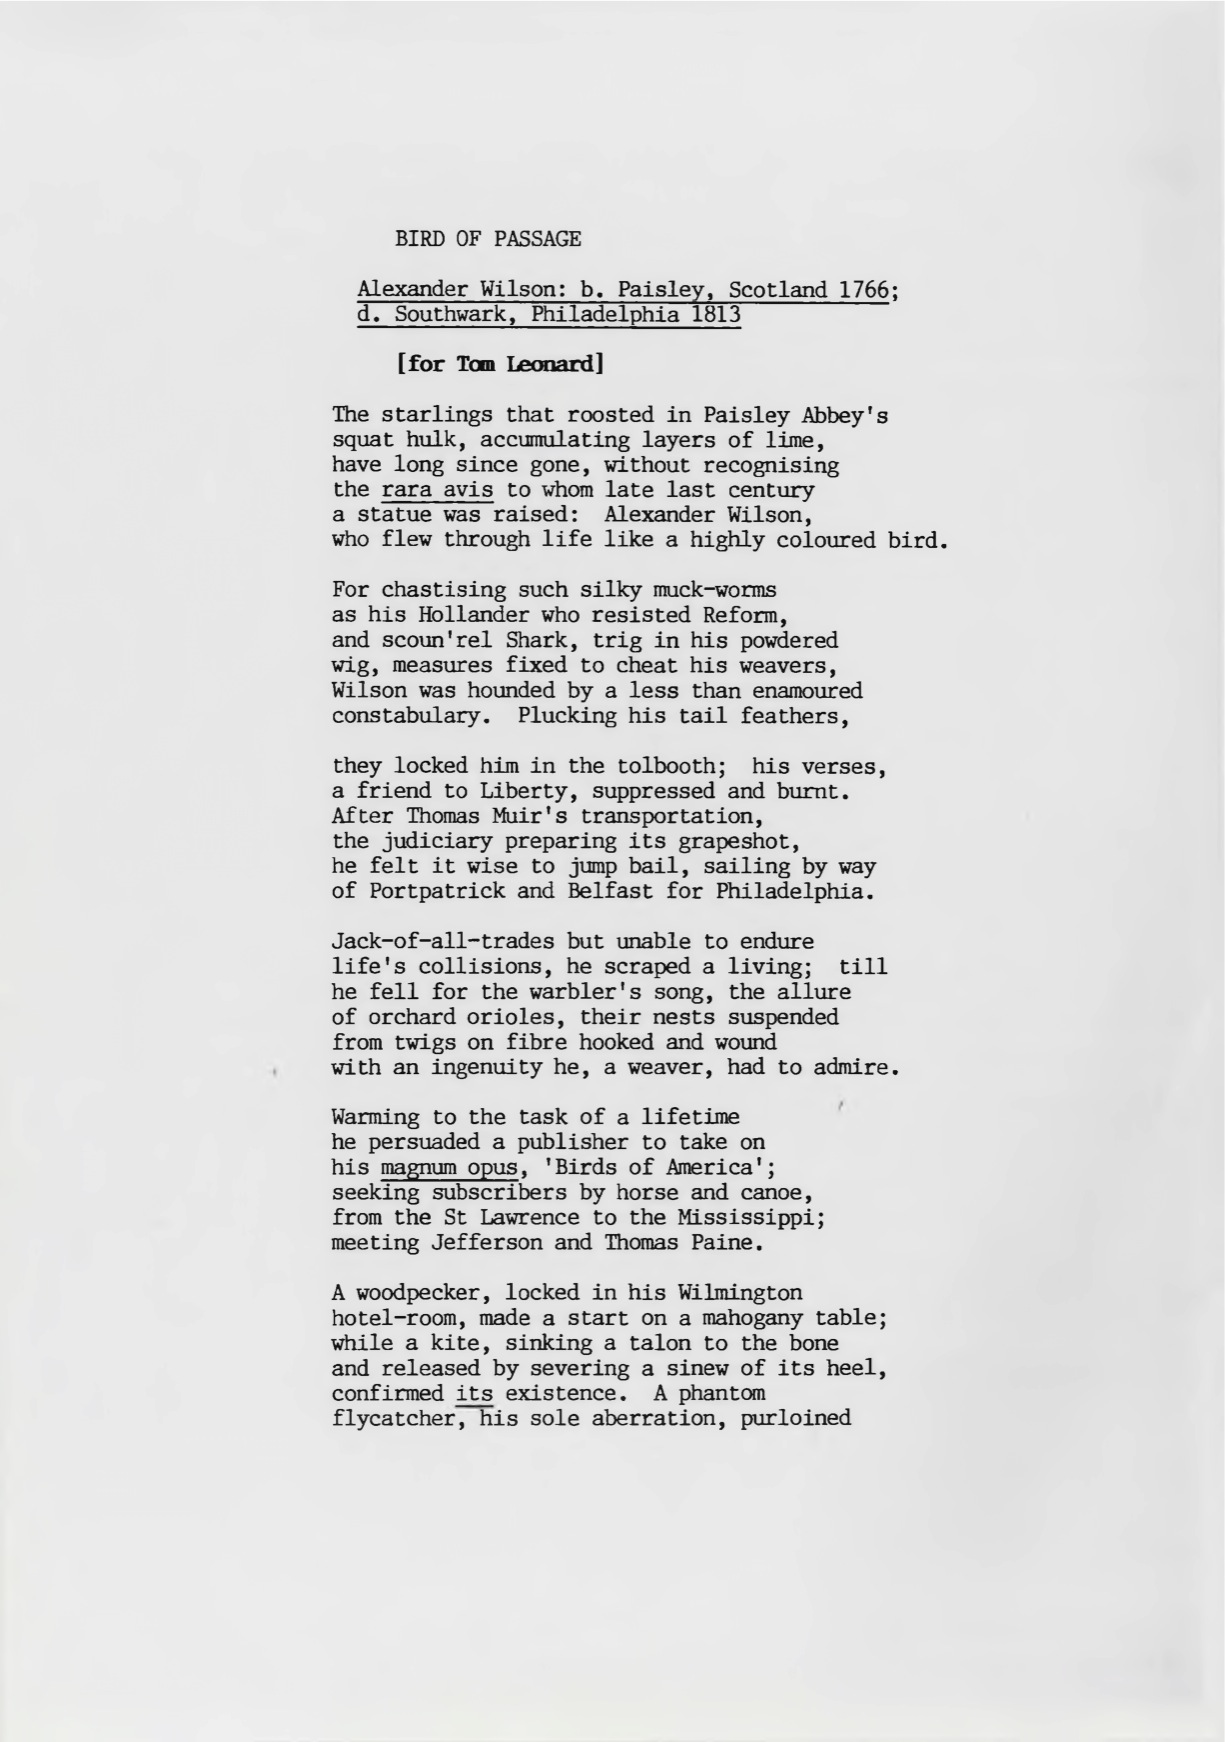 BIRD OF PASSAGE
Alexander Wilson: b. Paisley, Scotland 1766;
d. Southwark, Philadelphia 1813
[for Tom Leonard]
The starlings that roosted in Paisley Abbey's
squat hulk, accumulating layers of lime,
have long since gone, without recognising
the rara avis to whom late last century
a statue was raised: Alexander Wilson,
who flew through life like a highly coloured bird.
For chastising such silky muck-worms
as his Hollander who resisted Reform,
and scoun'rel Shark, trig in his powdered
wig, measures fixed to cheat his weavers,
Wilson was hounded by a less than enamoured
constabulary. Plucking his tail feathers,
they locked him in the tolbooth; his verses,
a friend to Liberty, suppressed and burnt.
After Thomas Muir's transportation,
the judiciary preparing its grapeshot,
he felt it wise to jump bail, sailing by way
of Portpatrick and Belfast for Philadelphia.
Jack-of-all-trades but unable to endure
life's collisions, he scraped a living; till
he fell for the warbler's song, the allure
of orchard orioles, their nests suspended
from twigs on fibre hooked and wound
with an ingenuity he, a weaver, had to admire.
Warming to the task of a lifetime
he persuaded a publisher to take on
his magnum opus, 'Birds of America';
seeking subscribers by horse and canoe,
from the St Lawrence to the Mississippi;
meeting Jefferson and Thomas Paine.
A woodpecker, locked in his Wilmington
hotel-room, made a start on a mahogany table;
while a kite, sinking a talon to the bone
and released by severing a sinew of its heel,
confirmed its existence. A phantom
flycatcher, his sole aberration, purloined